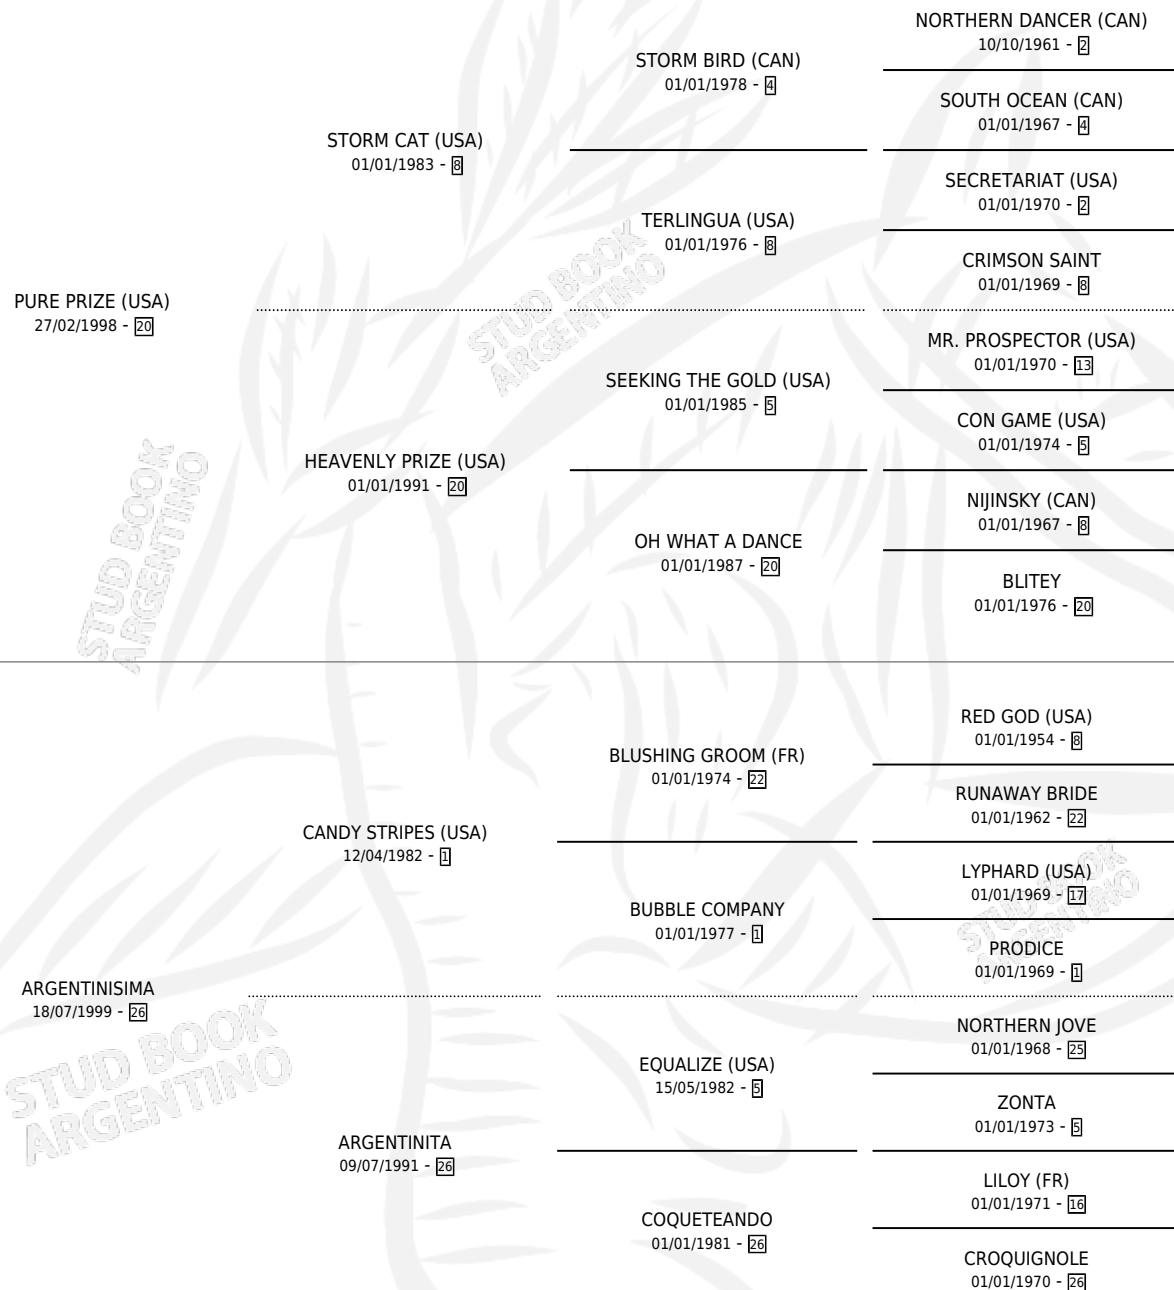 PURE PRIZE (USA)
27/02/1998 - 20
STORM CAT (USA)
01/01/1983 - 8
HEAVENLY PRIZE (USA)
01/01/1991 - 20
STORM BIRD (CAN)
01/01/1978 - 4
TERLINGUA (USA)
01/01/1976 - 8
SEEKING THE GOLD (USA)
01/01/1985 - 5
OH WHAT A DANCE
01/01/1987 - 20
NORTHERN DANCER (CAN)
10/10/1961 - 2
SOUTH OCEAN (CAN)
01/01/1967 - 4
SECRETARIAT (USA)
01/01/1970 - 2
CRIMSON SAINT
01/01/1969 - 8
MR. PROSPECTOR (USA)
01/01/1970 - 13
CON GAME (USA)
01/01/1974 - 5
NIJINSKY (CAN)
01/01/1967 - 8
BLITEY
01/01/1976 - 20
ARGENTINISIMA
18/07/1999 - 26
CANDY STRIPES (USA)
12/04/1982 - 1
ARGENTINITA
09/07/1991 - 26
BLUSHING GROOM (FR)
01/01/1974 - 22
BUBBLE COMPANY
01/01/1977 - 1
EQUALIZE (USA)
15/05/1982 - 5
COQUETEANDO
01/01/1981 - 26
RED GOD (USA)
01/01/1954 - 8
RUNAWAY BRIDE
01/01/1962 - 22
LYPHARD (USA)
01/01/1969 - 17
PRODICE
01/01/1969 - 1
NORTHERN JOVE
01/01/1968 - 25
ZONTA
01/01/1973 - 5
LILOY (FR)
01/01/1971 - 16
CROQUIGNOLE
01/01/1970 - 26
STUD BOOK
ARGENTINO
STUD BOOK
ARGENTINO
STUD BOOK
ARGENTINO
STUD BOOK
ARGENTINO